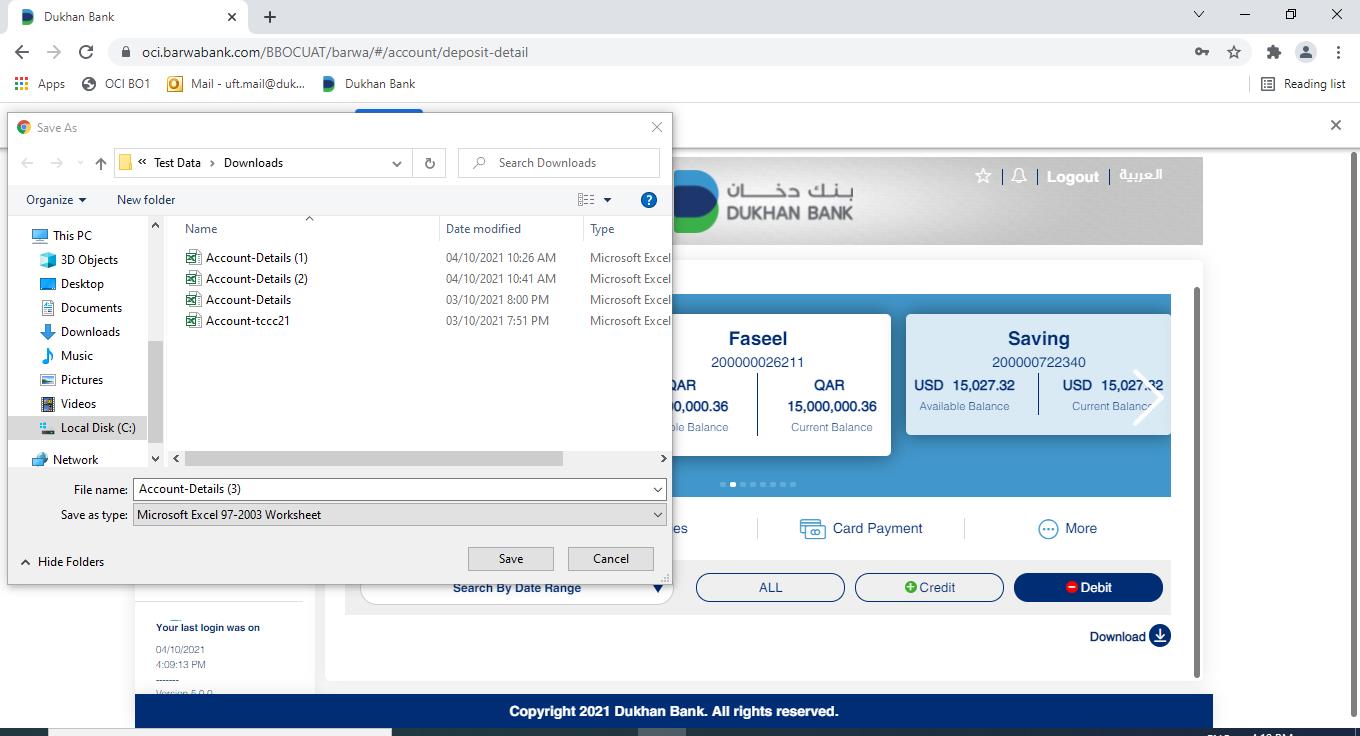 Dukhan Bank
oci.barwabank.com/BBOCUAT/barwa/#/account/deposit-detail
Apps OCI BO1 Mail - uft.mail@duk... Dukhan Bank Reading list
Save As
Test Data Downloads Search Downloads
Organize New folder
Name Date modified Type
This PC
3D Objects
Desktop
Documents
Downloads
Music
Pictures
Videos
Local Disk (C:)
Network
Account-Details (1) 04/10/2021 10:26 AM Microsoft Excel
Account-Details (2) 04/10/2021 10:41 AM Microsoft Excel
Account-Details 03/10/2021 8:00 PM Microsoft Excel
Account-tccc21 03/10/2021 7:51 PM Microsoft Excel
File name: Account-Details (3)
Save as type: Microsoft Excel 97-2003 Worksheet
Hide Folders Save Cancel
بنك دخان
DUKHAN BANK
Logout العربية
Faseel
200000026211
QAR QAR
0,000.36 15,000,000.36
ble Balance Current Balance
Saving
200000722340
USD 15,027.32 USD 15,027.32
Available Balance Current Balance
es Card Payment More
Search By Date Range ALL Credit Debit
Download
Your last login was on
04/10/2021
4:09:13 PM
-------
Version 5.0.0
Copyright 2021 Dukhan Bank. All rights reserved.